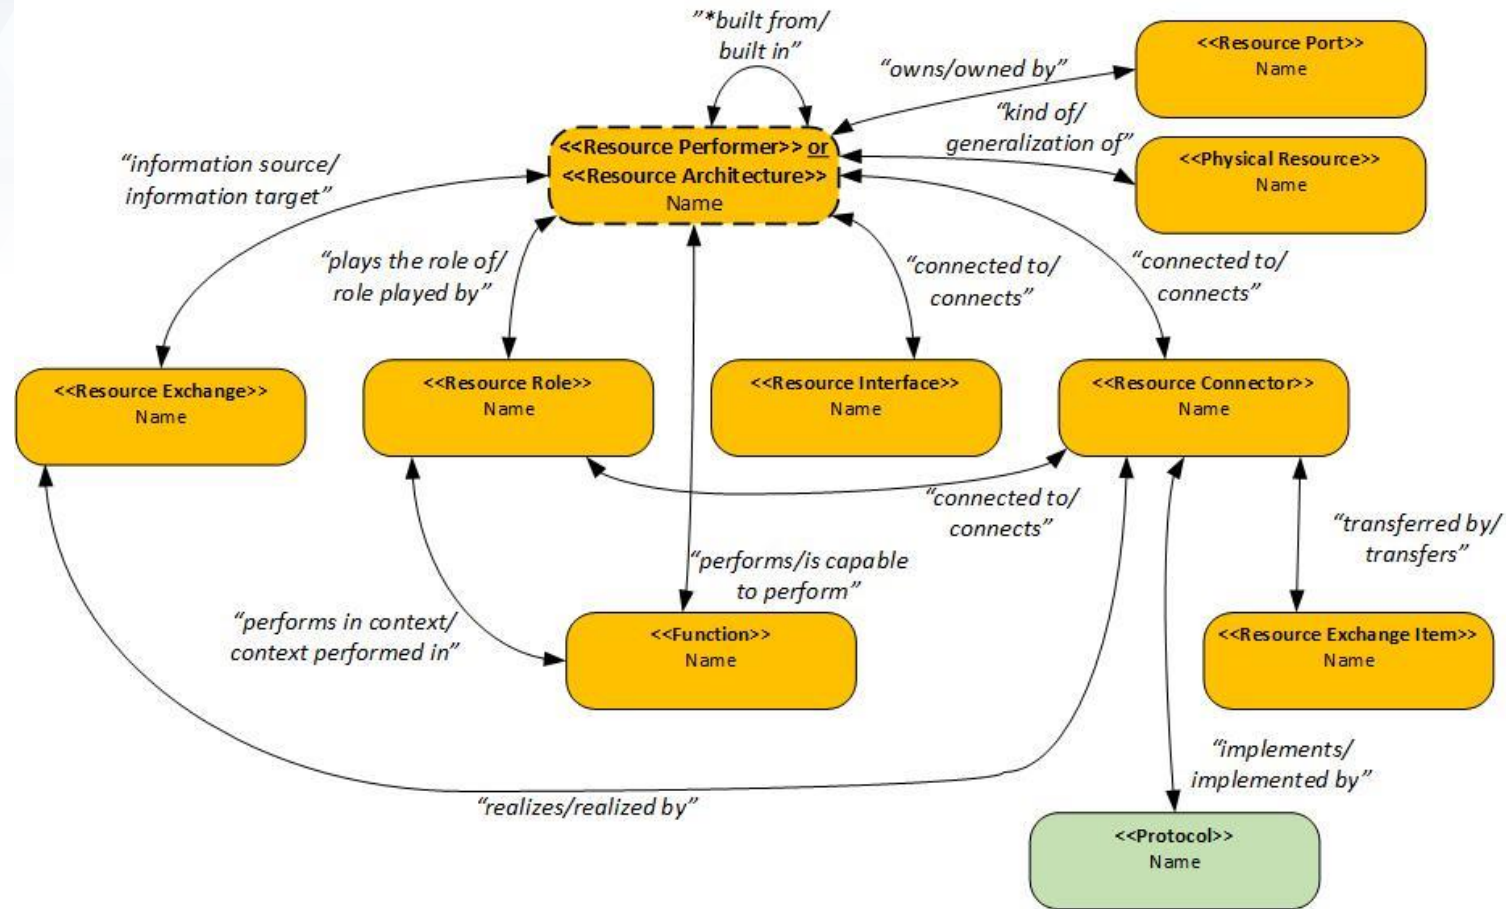 ”*built from/
built in”
“owns/owned by”
<<Resource Port>>
Name
“kind of/
generalization of”
<<Physical Resource>>
Name
<<Resource Performer>> or
<<Resource Architecture>>
Name
“information source/
information target”
“plays the role of/
role played by”
“connected to/
connects”
“connected to/
connects”
<<Resource Exchange>>
Name
<<Resource Role>>
Name
<<Resource Interface>>
Name
<<Resource Connector>>
Name
“connected to/
connects”
“transferred by/
transfers”
“performs/is capable
to perform”
“performs in context/
context performed in”
<<Function>>
Name
<<Resource Exchange Item>>
Name
“implements/
implemented by”
“realizes/realized by”
<<Protocol>>
Name